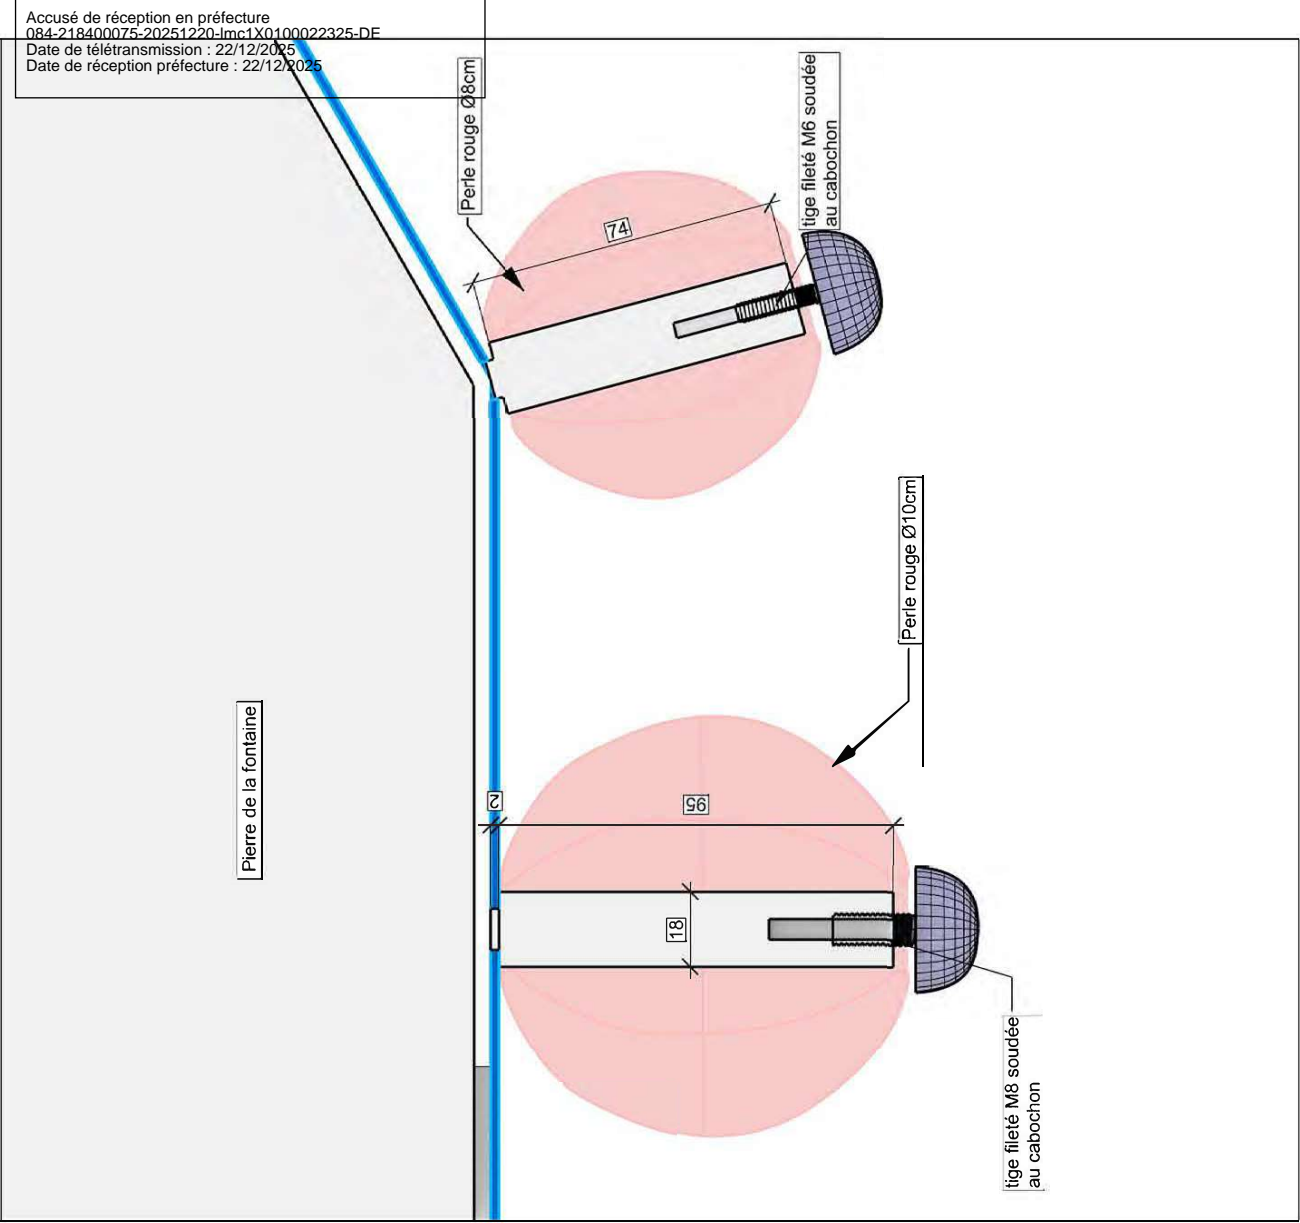 Accusé de réception en préfecture
084-218400075-20251220-lmc1X0100022325-DE
Date de télétransmission : 22/12/2025
Date de réception préfecture : 22/12/2025
Perle rouge Ø8cm
tige fileté M6 soudée
au cabochon
74
Perle rouge Ø10cm
Pierre de la fontaine
2
95
18
tige fileté M8 soudée
au cabochon